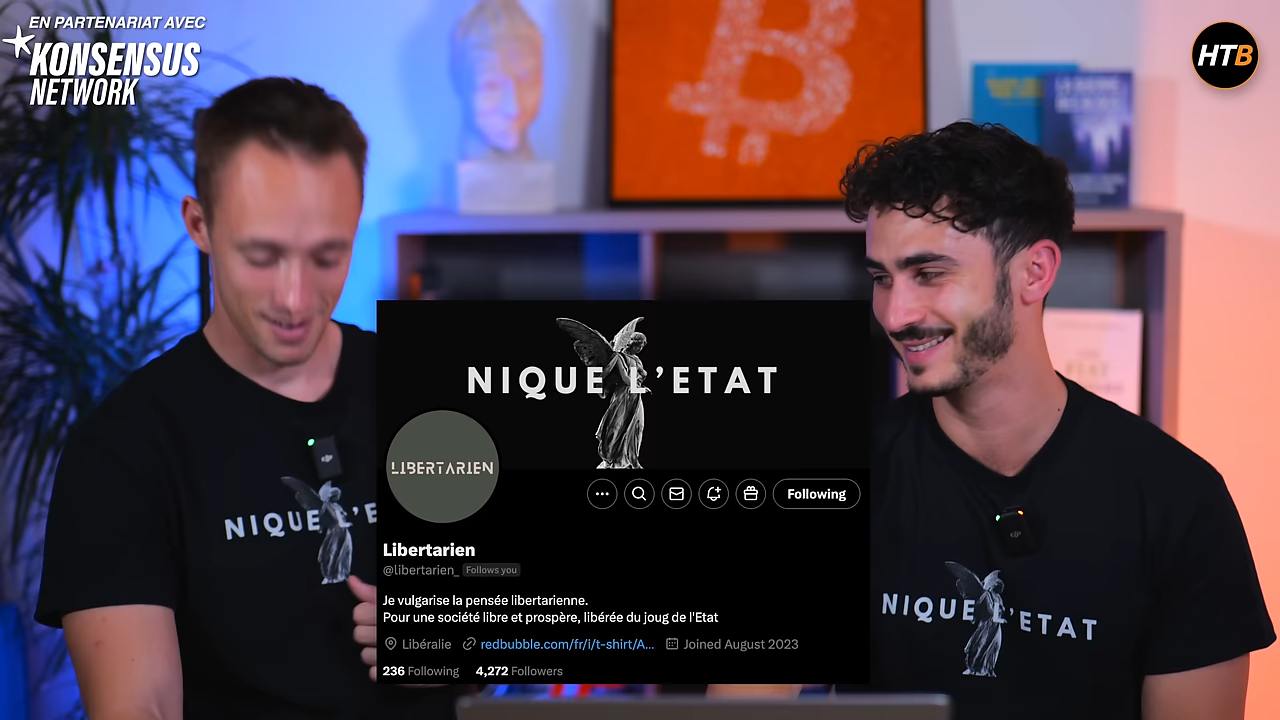 EN PARTENARIAT AVEC
KONSENSUS
NETWORK
HTB
NIQUE L'ETAT
LIBERTARIEN
Following
Libertarien
@libertarien_ Follows you
Je vulgarise la pensée libertarienne.
Pour une société libre et prospère, libérée du joug de l'Etat
Libéralie redbubble.com/fr/i/t-shirt/A... Joined August 2023
236 Following 4,272 Followers
NIQUE L'E
NIQUE L'ETAT